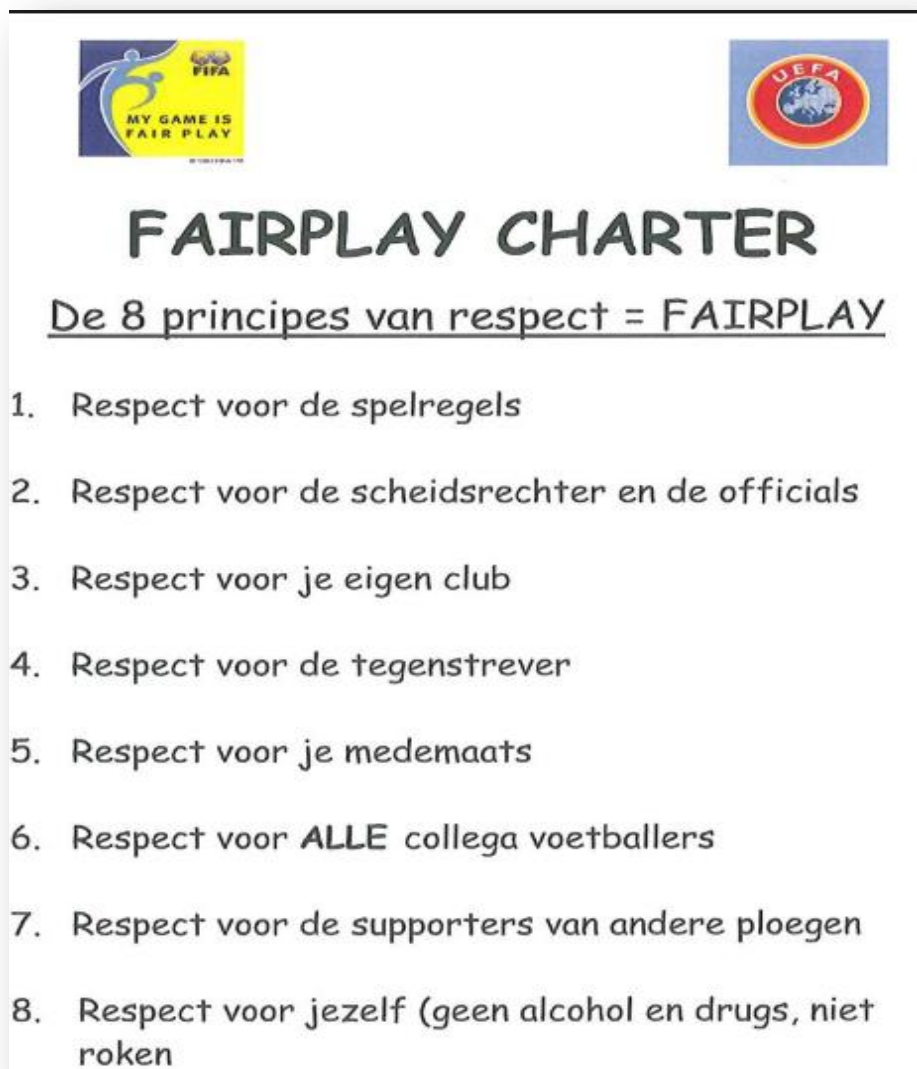 FIFA
MY GAME IS
FAIR PLAY
UEFA
FAIRPLAY CHARTER
De 8 principes van respect = FAIRPLAY
1. Respect voor de spelregels
2. Respect voor de scheidsrechter en de officials
3. Respect voor je eigen club
4. Respect voor de tegenstrever
5. Respect voor je medemaats
6. Respect voor ALLE collega voetballers
7. Respect voor de supporters van andere ploegen
8. Respect voor jezelf (geen alcohol en drugs, niet
roken